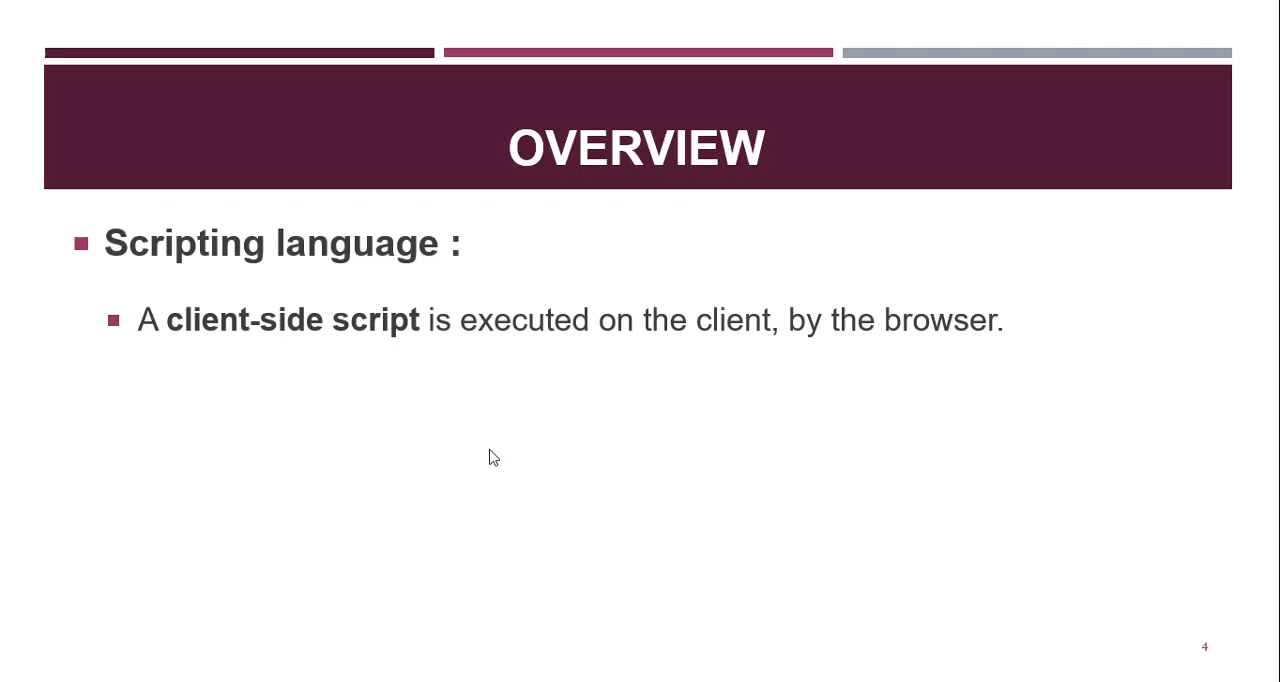 OVERVIEW
Scripting language :
A client-side script is executed on the client, by the browser.
4